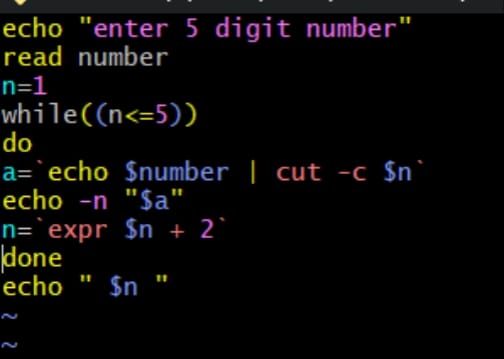 echo "enter 5 digit number"
read number
n=1
while((n<=5))
do
a=`echo $number | cut -c $n`
echo -n "$a"
n=`expr $n + 2`
done
echo " $n "
~
~